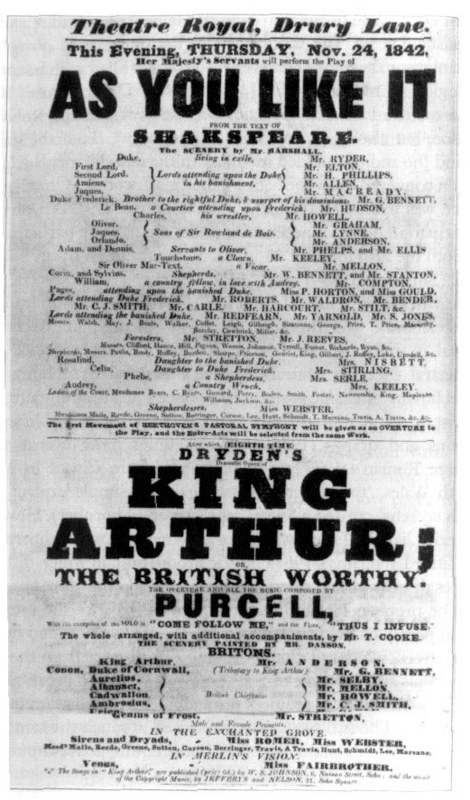 Theatre Royal, Drury Lane.
This Evening, THURSDAY, Nov. 24, 1842,
Her Majesty's Servants will perform the Play of
AS YOU LIKE IT
FROM THE TEXT OF
SHAKSPEARE.
The SCENERY by Mr. MARSHALL.
Duke, living in exile, Mr. RYDER,
First Lord, Mr. ELTON,
Second Lord, Lords attending upon the Duke Mr. H. PHILLIPS,
Amiens, in his banishment, Mr. ALLEN,
Jaques, Mr. MACREADY,
Duke Frederick, Brother to the rightful Duke, & usurper of his dominions; Mr. G. BENNETT,
Le Beau, a Courtier attending upon Frederick, Mr. HUDSON,
Charles, his wrestler, Mr. HOWELL,
Oliver, Mr. GRAHAM,
Jaques, Sons of Sir Rowland de Bois, Mr. LYNNE,
Orlando, Mr. ANDERSON,
Adam, and Dennis, Servants to Oliver, Mr. PHELPS, and Mr. ELLIS
Touchstone, a Clown, Mr. KEELEY,
Sir Oliver Mar-Text, a Vicar, Mr. MELLON,
Corin, and Sylvius, Shepherds, Mr. W. BENNETT, and Mr. STANTON,
William, a country fellow, in love with Audrey, Mr. COMPTON,
Pages, attending upon the banished Duke, Miss P. HORTON, and Miss GOULD,
Lords attending Duke Frederick, Mr. ROBERTS, Mr. WALDRON, Mr. BENDER,
Mr. C. J. SMITH, Mr. CARLE, Mr. HARCOURT, Mr. STILT, &c.
Lords attending the banished Duke, Mr. REDFEARN, Mr. YARNOLD, Mr. S. JONES,
Foresters, Mr. STRETTON, Mr. J. REEVES,
Rosalind, Daughter to the banished Duke, Mrs. NISBETT,
Celia, Daughter to Duke Frederick, Mrs. STIRLING,
Phebe, a Shepherdess, Mrs. SERLE,
Audrey, a Country Wench, Mrs. KEELEY,
Shepherdesses, Miss WEBSTER,
The first Movement of BEETHOVEN'S PASTORAL SYMPHONY will be given as an OVERTURE to
the Play, and the Entre-Acts will be selected from the same Work.
After which, EIGHTH TIME
DRYDEN'S
Dramatic Opera of
KING
ARTHUR;
OR,
THE BRITISH WORTHY.
THE OVERTURE AND ALL THE MUSIC COMPOSED BY
PURCELL,
With the exception of the SOLO in "COME FOLLOW ME," and the "THUS I INFUSE."
The whole arranged, with additional accompaniments, by Mr. T. COOKE.
THE SCENERY PAINTED BY MR. DANSON.
BRITONS.
King Arthur, Mr. ANDERSON,
Conon, Duke of Cornwall, (Tributary to King Arthur) Mr. G. BENNETT,
Aurelius, Mr. SELBY,
Albanact, Mr. MELLON,
Cadwallon, British Chieftains Mr. HOWELL,
Ambrosius, Mr. C. J. SMITH,
Genius of Frost, Mr. STRETTON,
Male and Female Peasants,
IN THE ENCHANTED GROVE.
Sirens and Dryads, Miss ROMER, Miss WEBSTER,
IN MERLIN'S VISION.
Venus, Miss FAIRBROTHER.